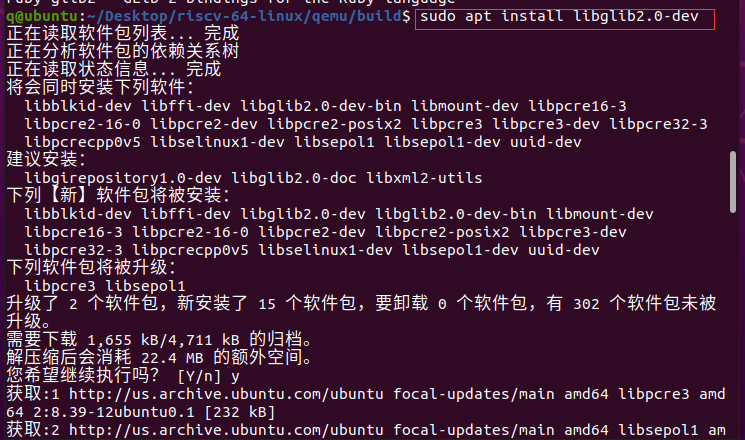 q@ubuntu:~/Desktop/riscv-64-linux/qemu/build$ sudo apt install libglib2.0-dev
正在读取软件包列表... 完成
正在分析软件包的依赖关系树
正在读取状态信息... 完成
将会同时安装下列软件：
libblkid-dev libffi-dev libglib2.0-dev-bin libmount-dev libpcre16-3
libpcre2-16-0 libpcre2-dev libpcre2-posix2 libpcre3 libpcre3-dev libpcre32-3
libpcrecpp0v5 libselinux1-dev libsepol1 libsepol1-dev uuid-dev
建议安装：
libgirepository1.0-dev libglib2.0-doc libxml2-utils
下列【新】软件包将被安装：
libblkid-dev libffi-dev libglib2.0-dev libglib2.0-dev-bin libmount-dev
libpcre16-3 libpcre2-16-0 libpcre2-dev libpcre2-posix2 libpcre3-dev
libpcre32-3 libpcrecpp0v5 libselinux1-dev libsepol1-dev uuid-dev
下列软件包将被升级：
libpcre3 libsepol1
升级了 2 个软件包，新安装了 15 个软件包，要卸载 0 个软件包，有 302 个软件包未被
升级。
需要下载 1,655 kB/4,711 kB 的归档。
解压缩后会消耗 22.4 MB 的额外空间。
您希望继续执行吗？ [Y/n] y
获取:1 http://us.archive.ubuntu.com/ubuntu focal-updates/main amd64 libpcre3 amd
64 2:8.39-12ubuntu0.1 [232 kB]
获取:2 http://us.archive.ubuntu.com/ubuntu focal-updates/main amd64 libsepol1 am